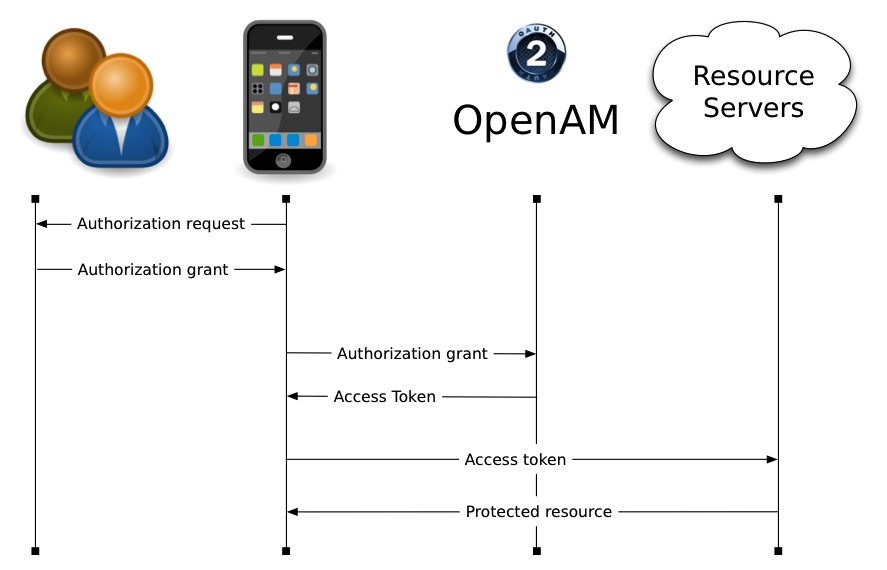 OAUTH
2
OpenAM
Resource
Servers
Authorization request
Authorization grant
Authorization grant
Access Token
Access token
Protected resource